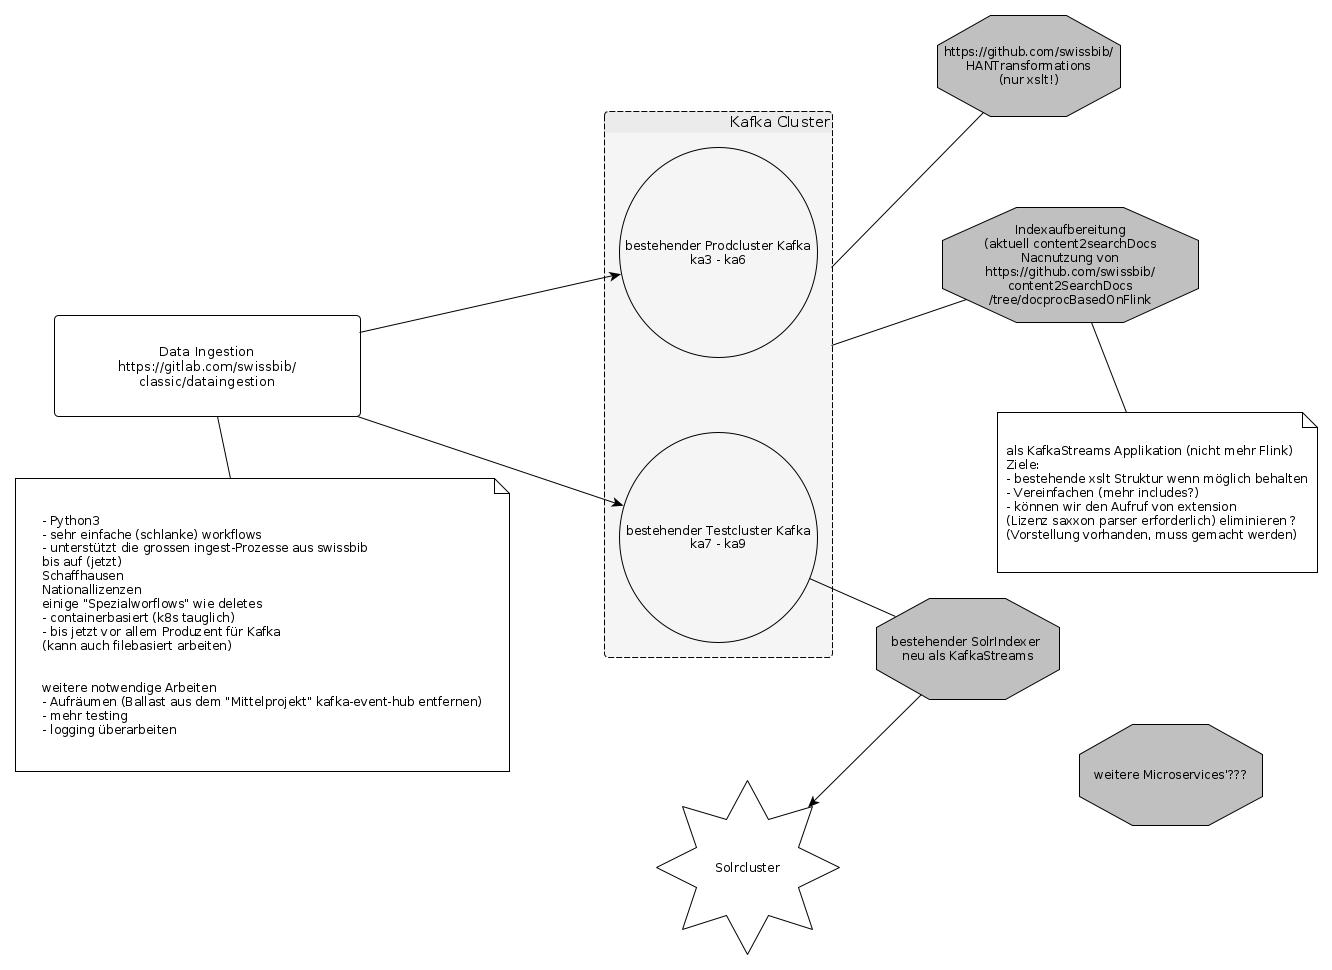 https://github.com/swissbib/
HANTransformations
(nur xslt!)
Kafka Cluster
bestehender Prodcluster Kafka
ka3 - ka6
Indexaufbereitung
(aktuell content2searchDocs
Nacnutzung von
https://github.com/swissbib/
content2SearchDocs
/tree/docprocBasedOnFlink
Data Ingestion
https://gitlab.com/swissbib/
classic/dataingestion
als KafkaStreams Applikation (nicht mehr Flink)
Ziele:
- bestehende xslt Struktur wenn möglich behalten
- Vereinfachen (mehr includes?)
- können wir den Aufruf von extension
(Lizenz saxxon parser erforderlich) eliminieren ?
(Vorstellung vorhanden, muss gemacht werden)
- Python3
- sehr einfache (schlanke) workflows
- unterstützt die grossen ingest-Prozesse aus swissbib
bis auf (jetzt)
Schaffhausen
Nationallizenzen
einige "Spezialworflows" wie deletes
- containerbasiert (k8s tauglich)
- bis jetzt vor allem Produzent für Kafka
(kann auch filebasiert arbeiten)
weitere notwendige Arbeiten
- Aufräumen (Ballast aus dem "Mittelprojekt" kafka-event-hub entfernen)
- mehr testing
- logging überarbeiten
bestehender Testcluster Kafka
ka7 - ka9
bestehender SolrIndexer
neu als KafkaStreams
weitere Microservices'???
Solrcluster